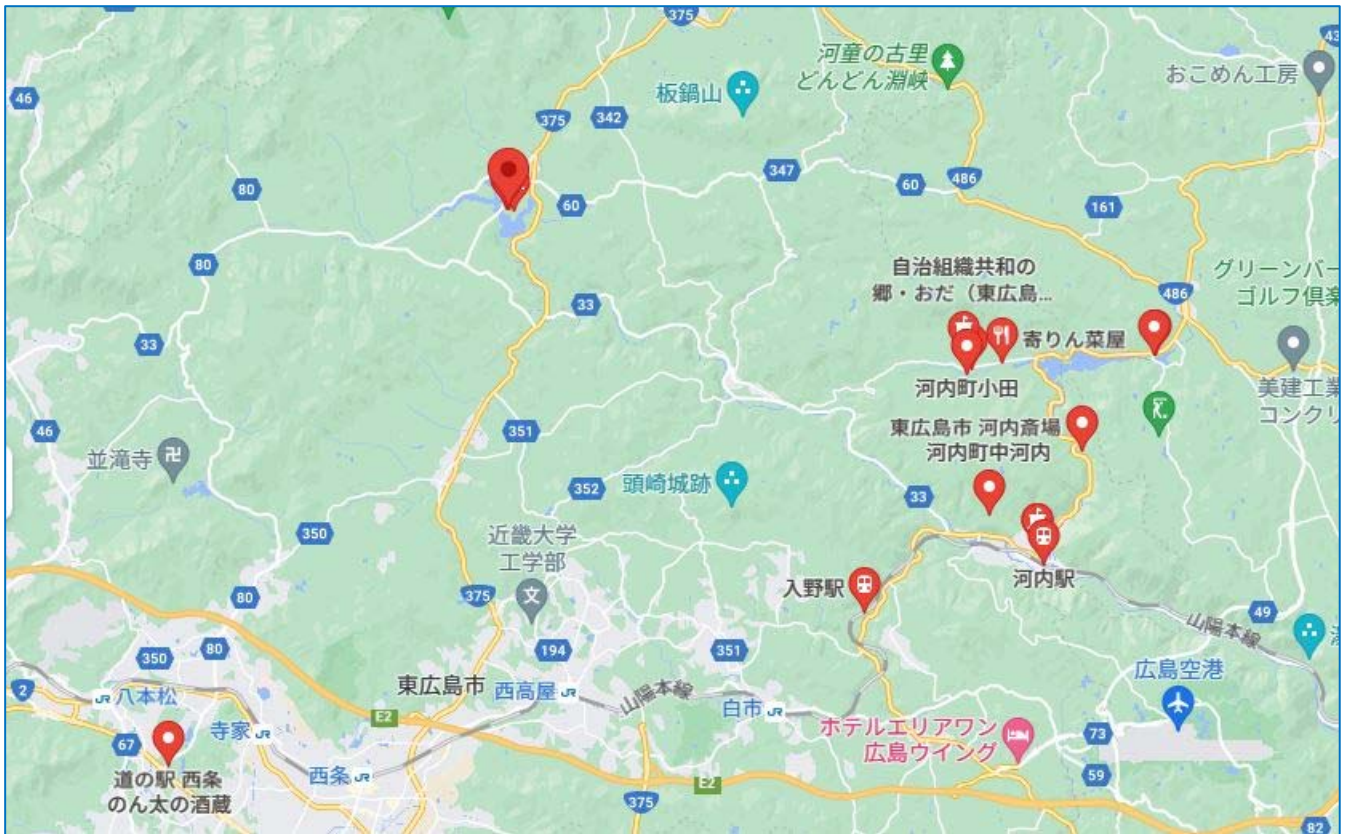 375
河童の古里
どんどん淵峡
43
おこめん工房
46
板鍋山
375
342
347
80
60
486
60
161
80
自治組織共和の
郷・おだ（東広島...
グリーンバー
ゴルフ倶楽
486
33
33
寄りん菜屋
河内町小田
美建工業
コンクリ
46
並滝寺
351
東広島市 河内斎場
河内町中河内
頭崎城跡
352
33
350
近畿大学
工学部
河内駅
入野駅
80
375
49
山陽本線
350
80
194
351
広島空港
2
JR 八本松
東広島市
西高屋 JR
山陽本線
白市 JR
E2
67
寺家 JR
ホテルエリアワン
広島ウイング
73
道の駅 西条
のん太の酒蔵
西条 JR
E2
59
375
82